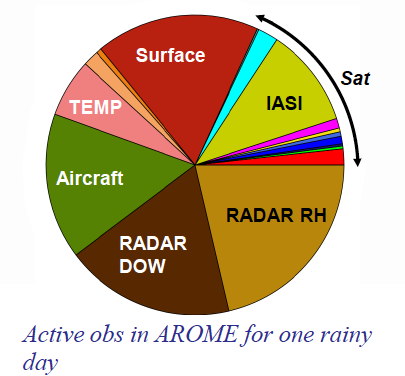 Surface
Sat
IASI
TEMP
Aircraft
RADAR RH
RADAR
DOW
Active obs in AROME for one rainy
day